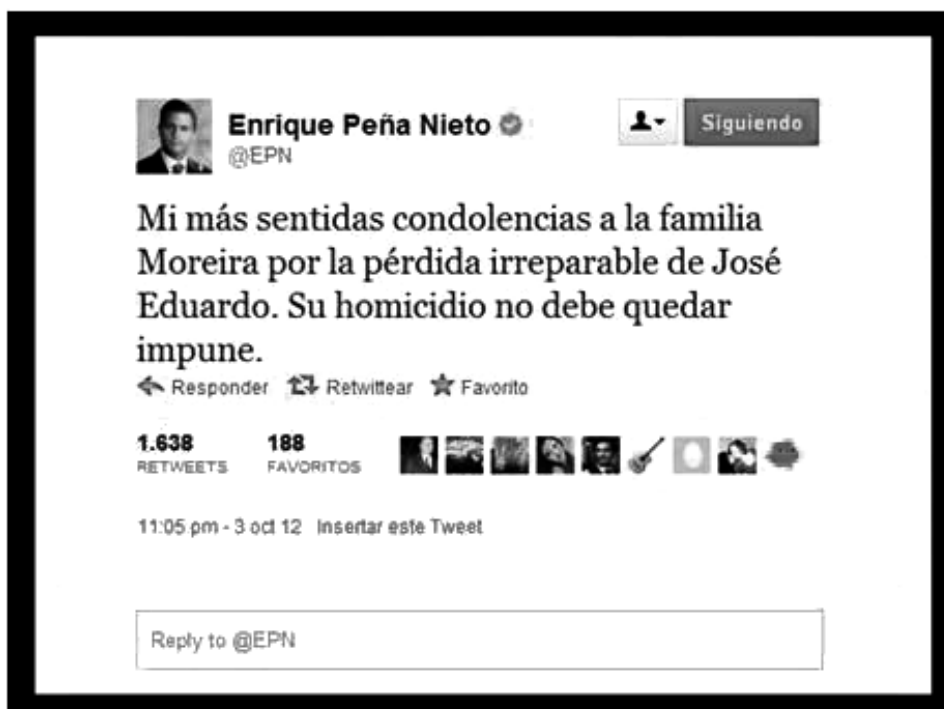 Enrique Peña Nieto
Siguiendo
@EPN
Mi más sentidas condolencias a la familia
Moreira por la pérdida irreparable de José
Eduardo. Su homicidio no debe quedar
impune.
Responder Retwittear Favorito
1.638 188
RETWEETS FAVORITOS
11:05 pm - 3 oct 12 Insertar este Tweet
Reply to @EPN